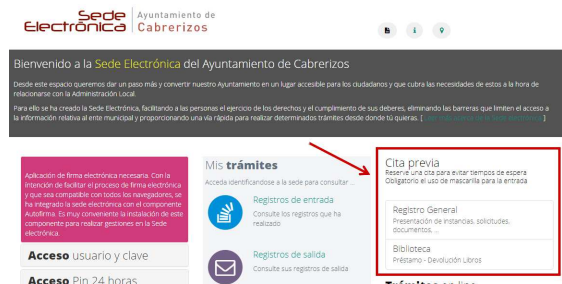 Sede
Electrónica
Ayuntamiento de
Cabrerizos
Bienvenido a la Sede Electrónica del Ayuntamiento de Cabrerizos
Desde este espacio queremos dar un paso más y convertir nuestro Ayuntamiento en un lugar accesible para los ciudadanos y que cubra las necesidades de estos a la hora de
relacionarse con la Administración Local.
Para ello se ha creado la Sede Electrónica, facilitando a las personas el ejercicio de los derechos y el cumplimiento de sus deberes, eliminando las barreras que limiten el acceso a
la información relativa al ente municipal y proporcionando una vía rápida para realizar determinados trámites desde donde tú quieras. [ ]
Aplicación de firma electrónica necesaria. Con la
intención de facilitar el proceso de firma electrónica
y que sea compatible con todos los navegadores, se
ha integrado la sede electrónica con el componente
Autofirma. Es muy conveniente la instalación de este
componente para realizar gestiones en la Sede
electrónica.
Acceso usuario y clave
Acceso Pin 24 horas
Mis trámites
Acceda identificandose a la sede para consultar ...
Registros de entrada
Consulte los registros que ha
realizado
Registros de salida
Consulte sus registros de salida
Cita previa
Reserve una cita para evitar tiempos de espera
Obligatorio el uso de mascarilla para la entrada
Registro General
Presentación de instancias, solicitudes,
documentos, ...
Biblioteca
Préstamo - Devolución Libros
Trámites on line